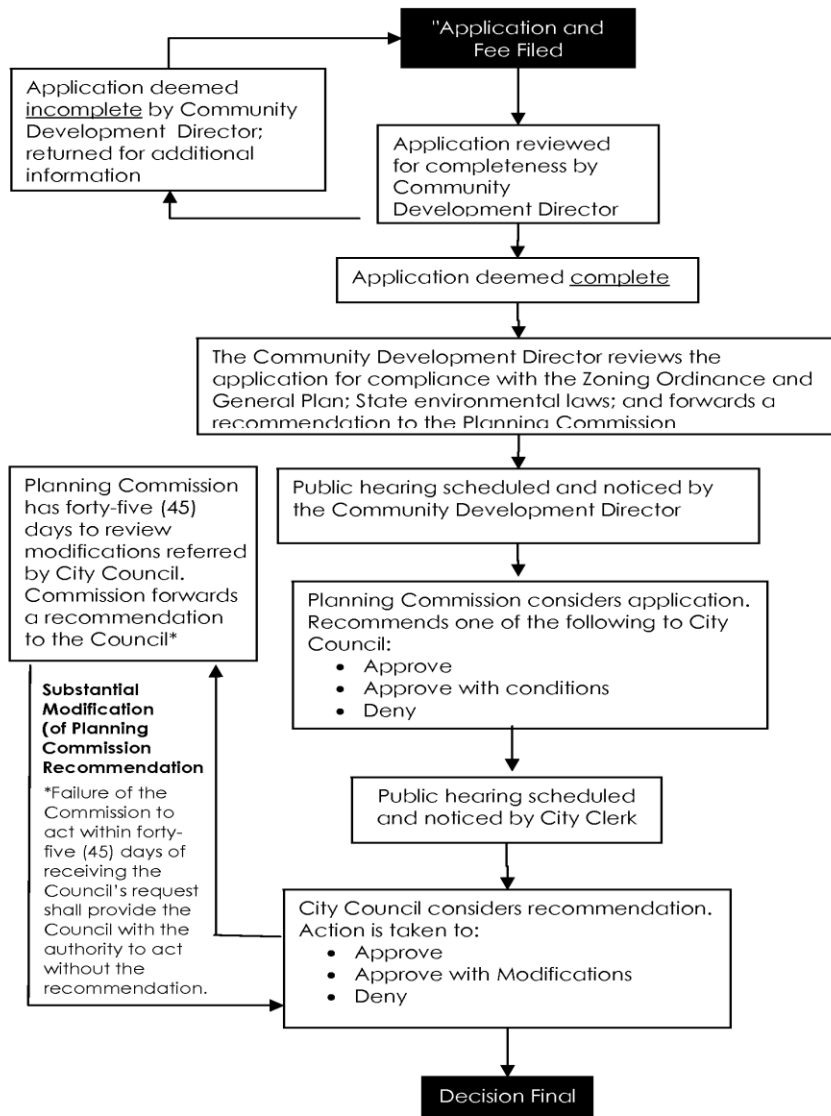 "Application and
Fee Filed
Application deemed
incomplete by Community
Development Director;
returned for additional
information
Application reviewed
for completeness by
Community
Development Director
Application deemed complete
The Community Development Director reviews the
application for compliance with the Zoning Ordinance and
General Plan; State environmental laws; and forwards a
recommendation to the Planning Commission
Public hearing scheduled and noticed by
the Community Development Director
Planning Commission
has forty-five (45)
days to review
modifications referred
by City Council.
Commission forwards
a recommendation
to the Council*
Planning Commission considers application.
Recommends one of the following to City
Council:
• Approve
• Approve with conditions
• Deny
Substantial
Modification
(of Planning
Commission
Recommendation
*Failure of the
Commission to
act within forty-
five (45) days of
receiving the
Council's request
shall provide the
Council with the
authority to act
without the
recommendation.
Public hearing scheduled
and noticed by City Clerk
City Council considers recommendation.
Action is taken to:
• Approve
• Approve with Modifications
• Deny
Decision Final